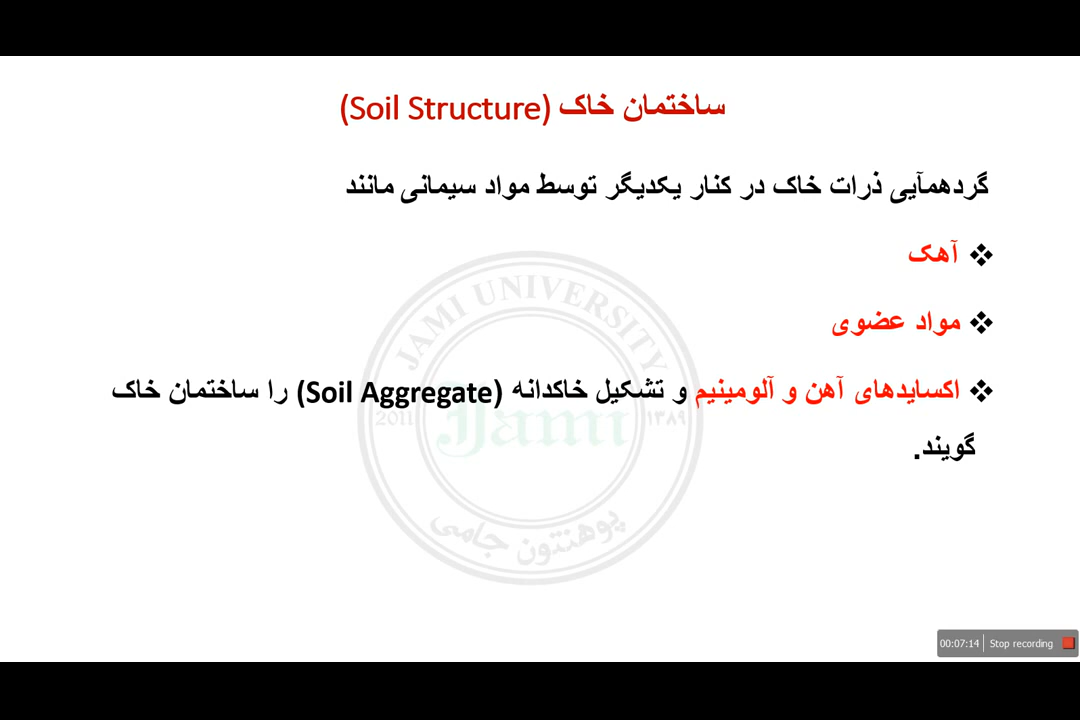 ساختمان خاک (Soil Structure)
گردهمآیی ذرات خاک در کنار یکدیگر توسط مواد سیمانی مانند
❖ آهک
❖ مواد عضوی
❖ اکسایدهای آهن و آلومینیم و تشکیل خاکدانه (Soil Aggregate) را ساختمان خاک
گویند.
JAMI UNIVERSITY
2011 Jami ۱۳۸۹
پوهنتون جامی
00:07:14 Stop recording